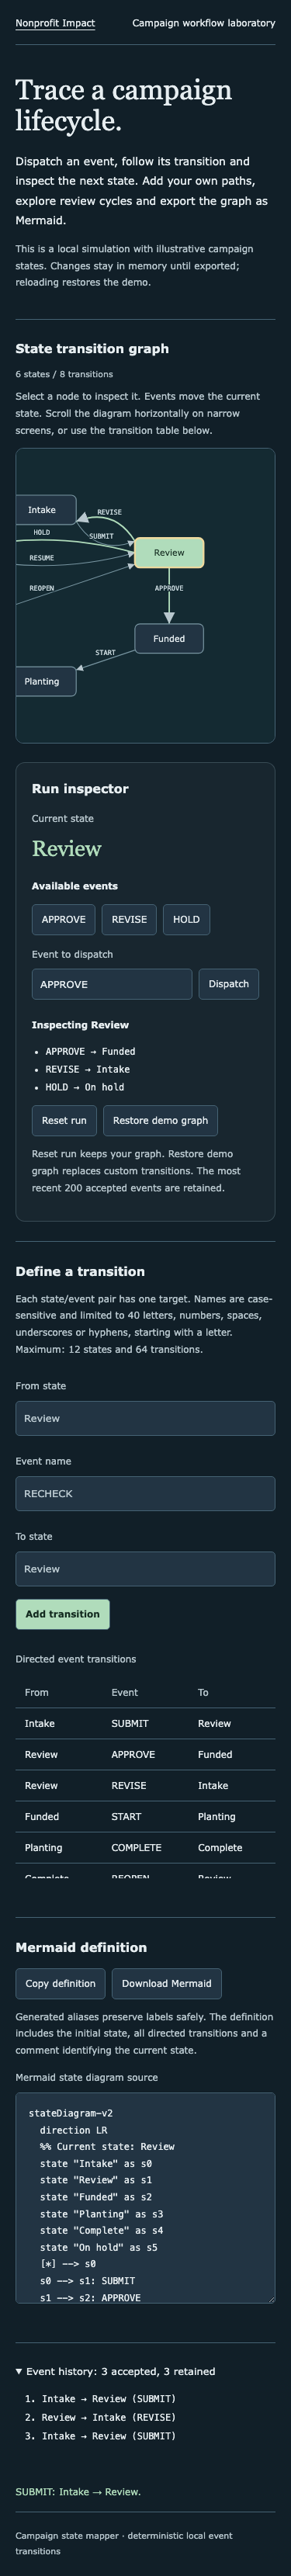 Nonprofit Impact
Campaign workflow laboratory
Trace a campaign
lifecycle.
Dispatch an event, follow its transition and
inspect the next state. Add your own paths,
explore review cycles and export the graph as
Mermaid.
This is a local simulation with illustrative campaign
states. Changes stay in memory until exported;
reloading restores the demo.
State transition graph
6 states / 8 transitions
Select a node to inspect it. Events move the current
state. Scroll the diagram horizontally on narrow
screens, or use the transition table below.
Intake
REVISE
HOLD
SUBMIT
Review
RESUME
REOPEN
APPROVE
Funded
START
Planting
Run inspector
Current state
Review
Available events
APPROVE
REVISE
HOLD
Event to dispatch
APPROVE
Dispatch
Inspecting Review
• APPROVE → Funded
• REVISE → Intake
• HOLD → On hold
Reset run
Restore demo graph
Reset run keeps your graph. Restore demo
graph replaces custom transitions. The most
recent 200 accepted events are retained.
Define a transition
Each state/event pair has one target. Names are case-
sensitive and limited to 40 letters, numbers, spaces,
underscores or hyphens, starting with a letter.
Maximum: 12 states and 64 transitions.
From state
Review
Event name
RECHECK
To state
Review
Add transition
Directed event transitions
From Event To
Intake SUBMIT Review
Review APPROVE Funded
Review REVISE Intake
Funded START Planting
Planting COMPLETE Complete
Complete REOPEN Review
Mermaid definition
Copy definition
Download Mermaid
Generated aliases preserve labels safely. The definition
includes the initial state, all directed transitions and a
comment identifying the current state.
Mermaid state diagram source
stateDiagram-v2
direction LR
%% Current state: Review
state "Intake" as s0
state "Review" as s1
state "Funded" as s2
state "Planting" as s3
state "Complete" as s4
state "On hold" as s5
[*] --> s0
s0 --> s1: SUBMIT
s1 --> s2: APPROVE
▼ Event history: 3 accepted, 3 retained
1. Intake → Review (SUBMIT)
2. Review → Intake (REVISE)
3. Intake → Review (SUBMIT)
SUBMIT: Intake → Review.
Campaign state mapper · deterministic local event
transitions